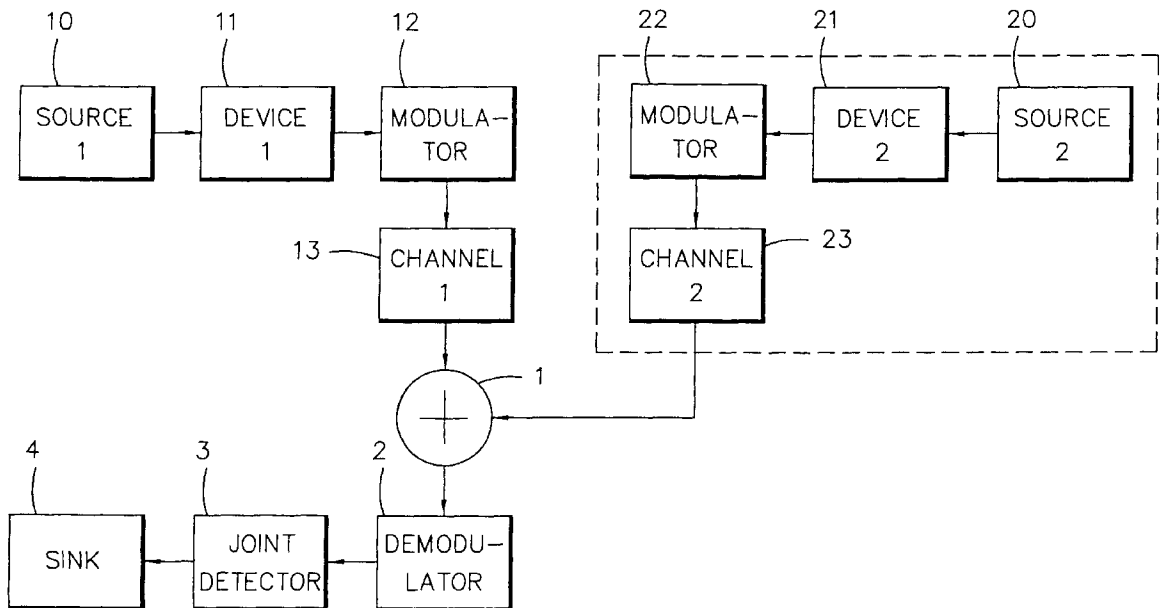 10
11
12
22
21
20
SOURCE
1
DEVICE
1
MODULA-
TOR
MODULA-
TOR
DEVICE
2
SOURCE
2
13
CHANNEL
1
CHANNEL
2
23
1
4
3
2
SINK
JOINT
DETECTOR
DEMODU-
LATOR